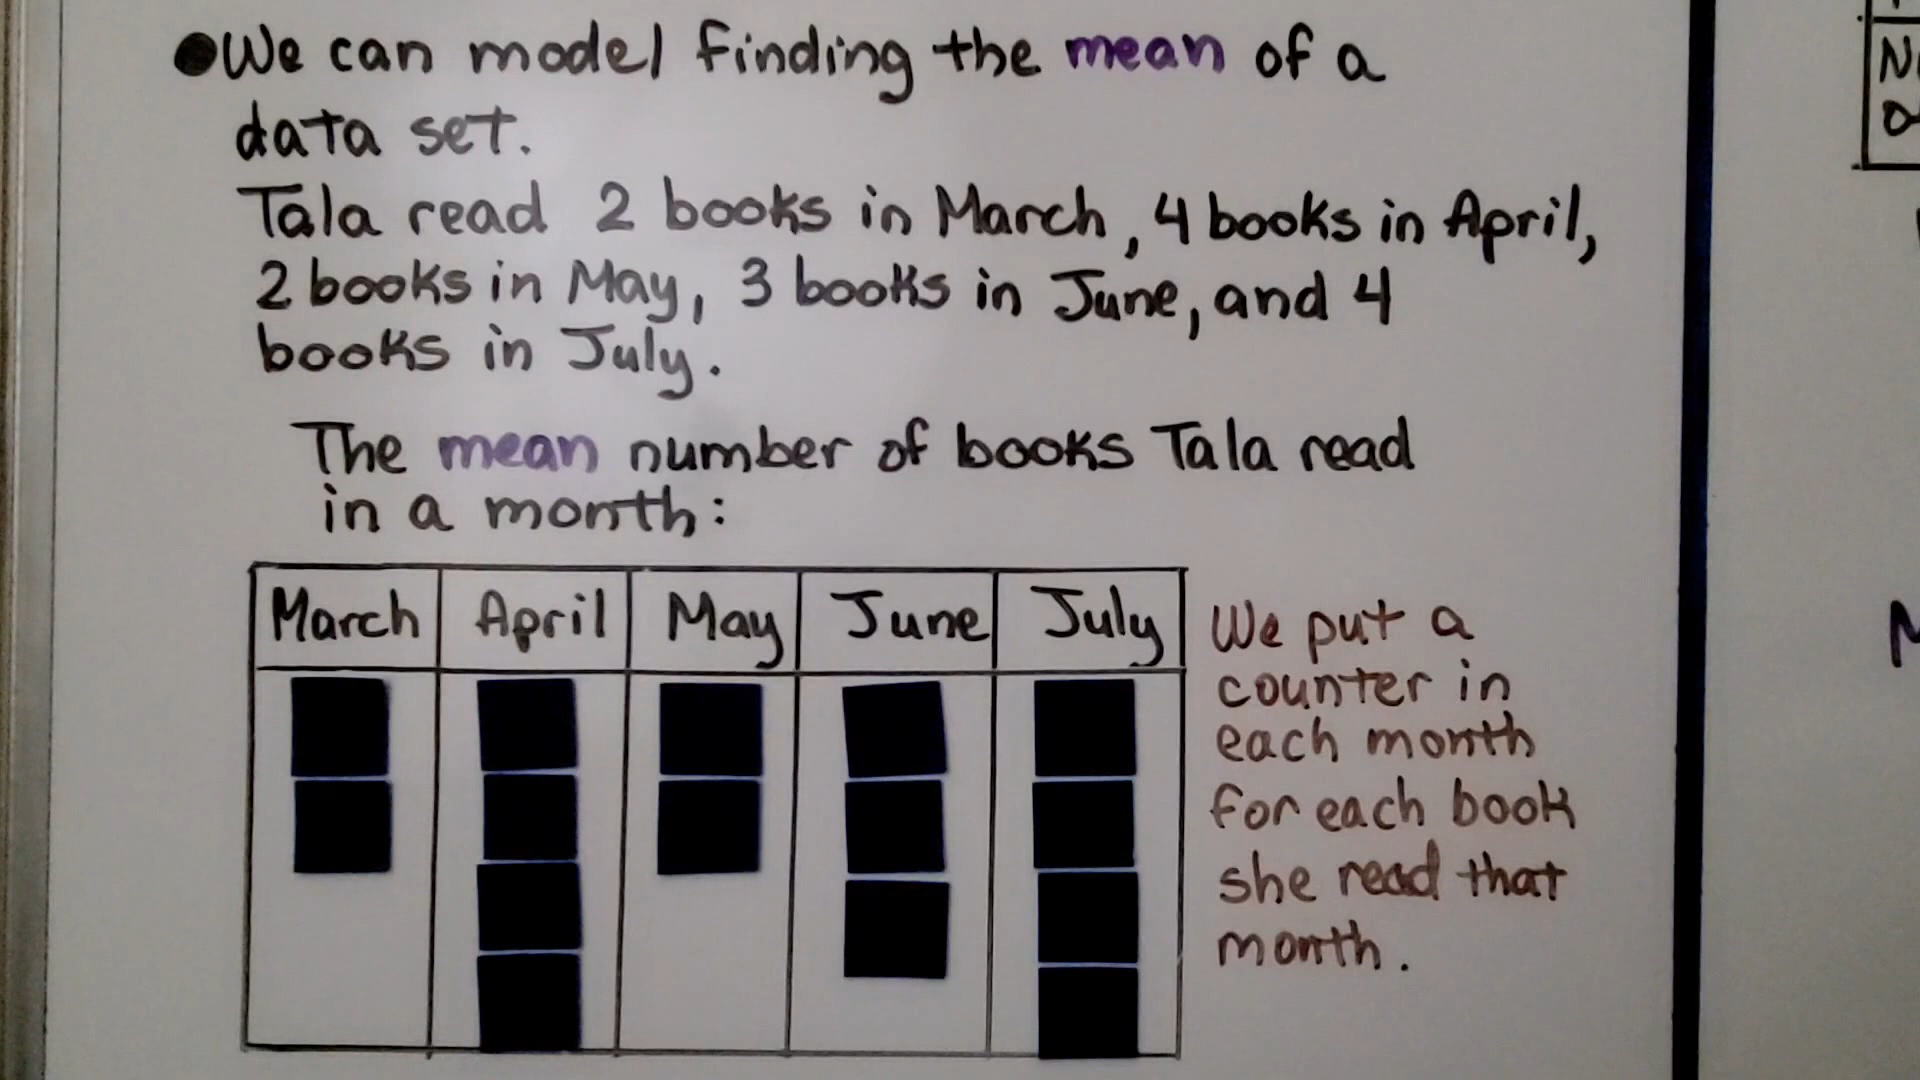 We can model finding the mean of a
data set.
Tala read 2 books in March, 4 books in April,
2 books in May, 3 books in June, and 4
books in July.
The mean number of books Tala read
in a month:
March April May June July
We put a
counter in
each month
for each book
she read that
month.